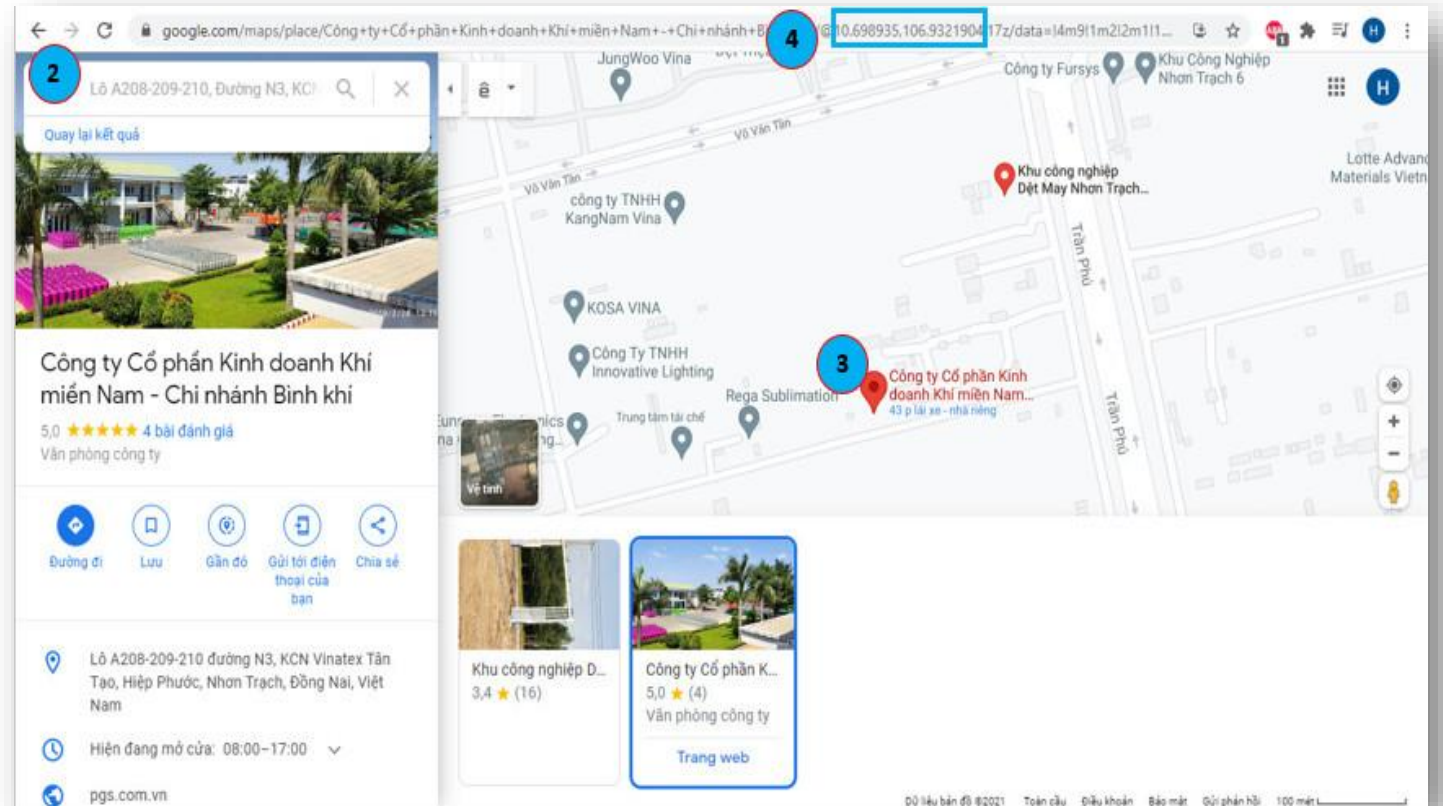 4
google.com/maps/place/Công+ty+Cổ+phần+Kinh+doanh+Khí+miền+Nam+-+Chi+nhánh+B @10.698935,106.9321904,17z/data=!4m9!1m2!2m1!1...
H
2
Lô A208-209-210, Đường N3, KC
Quay lại kết quả
ê
H
JungWoo Vina
Công ty Fursys
Khu Công Nghiệp
Nhơn Trạch 6
Võ Văn Tần
Võ Văn Tần
Khu công nghiệp
Dệt May Nhơn Trạch...
Lotte Advanc
Materials Vietn
công ty TNHH
KangNam Vina
Trần Phú
KOSA VINA
Công Ty TNHH
Innovative Lighting
3
Công ty Cổ phần Kinh
doanh Khí miền Nam...
43 p lái xe - nhà riêng
Rega Sublimation
Trung tâm tái chế
Trần Phú
Vệ tinh
Công ty Cổ phần Kinh doanh Khí
miền Nam - Chi nhánh Bình khí
5,0 ★★★★★ 4 bài đánh giá
Văn phòng công ty
Đường đi
Lưu
Gần đó
Gửi tới điện
thoại của
bạn
Chia sẻ
Lô A208-209-210 đường N3, KCN Vinatex Tân
Tạo, Hiệp Phước, Nhơn Trạch, Đồng Nai, Việt
Nam
Hiện đang mở cửa: 08:00–17:00
pgs.com.vn
Khu công nghiệp D...
3,4 ★ (16)
Công ty Cổ phần K...
5,0 ★ (4)
Văn phòng công ty
Trang web
Dữ liệu bản đồ ©2021 Toàn cầu Điều khoản Bảo mật Gửi phản hồi 100 mét